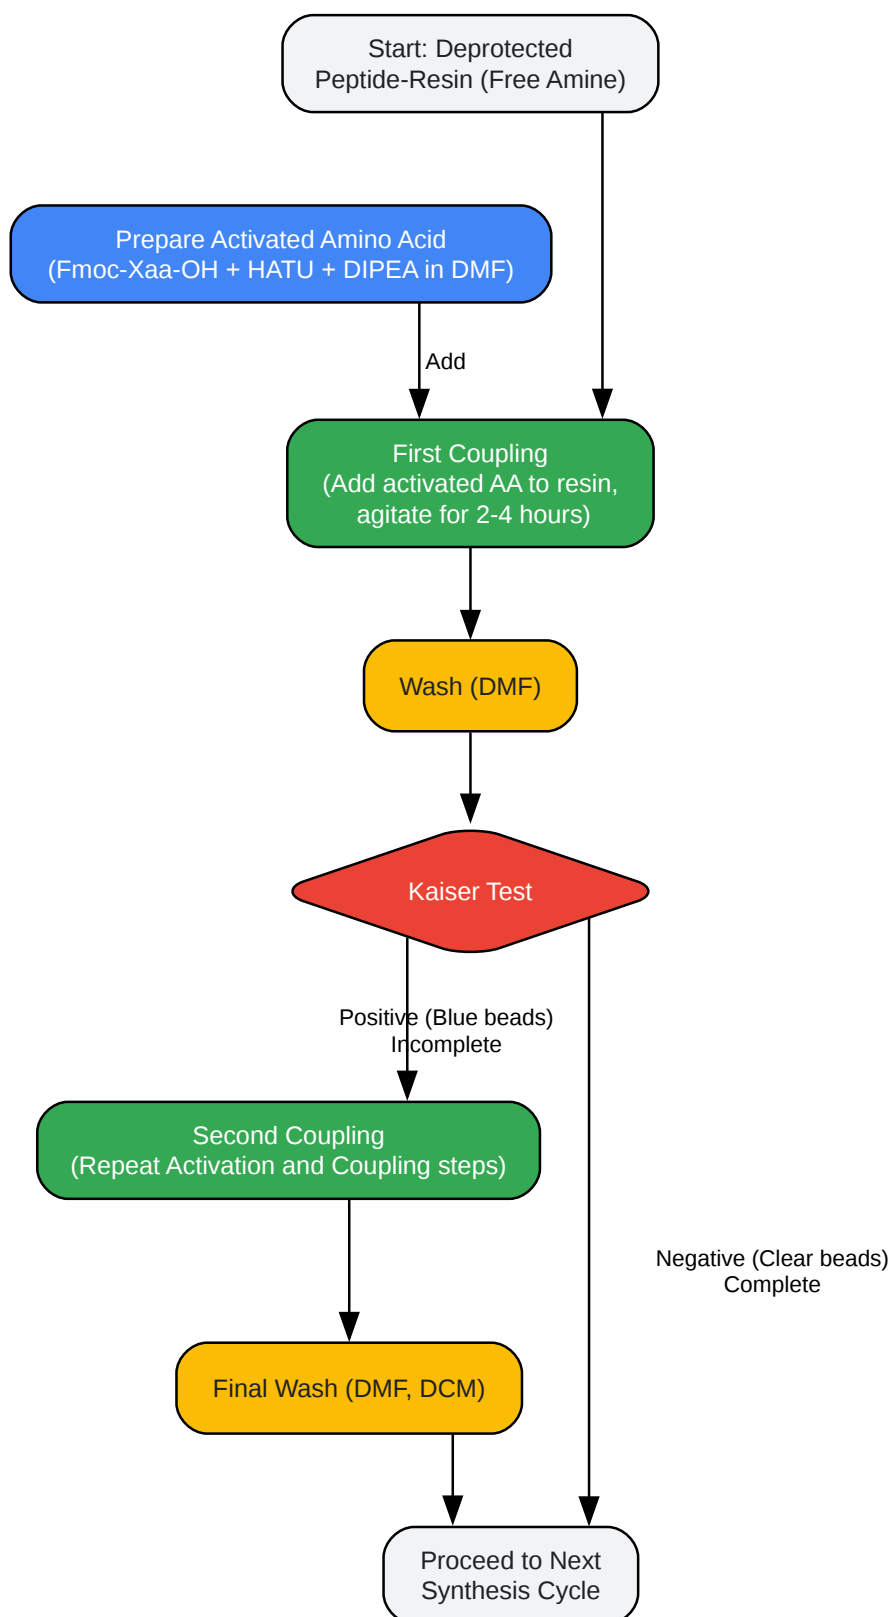 Start: Deprotected
Peptide-Resin (Free Amine)
Prepare Activated Amino Acid
(Fmoc-Xaa-OH + HATU + DIPEA in DMF)
Add
First Coupling
(Add activated AA to resin,
agitate for 2-4 hours)
Wash (DMF)
Kaiser Test
Positive (Blue beads)
Incomplete
Second Coupling
(Repeat Activation and Coupling steps)
Negative (Clear beads)
Complete
Final Wash (DMF, DCM)
Proceed to Next
Synthesis Cycle